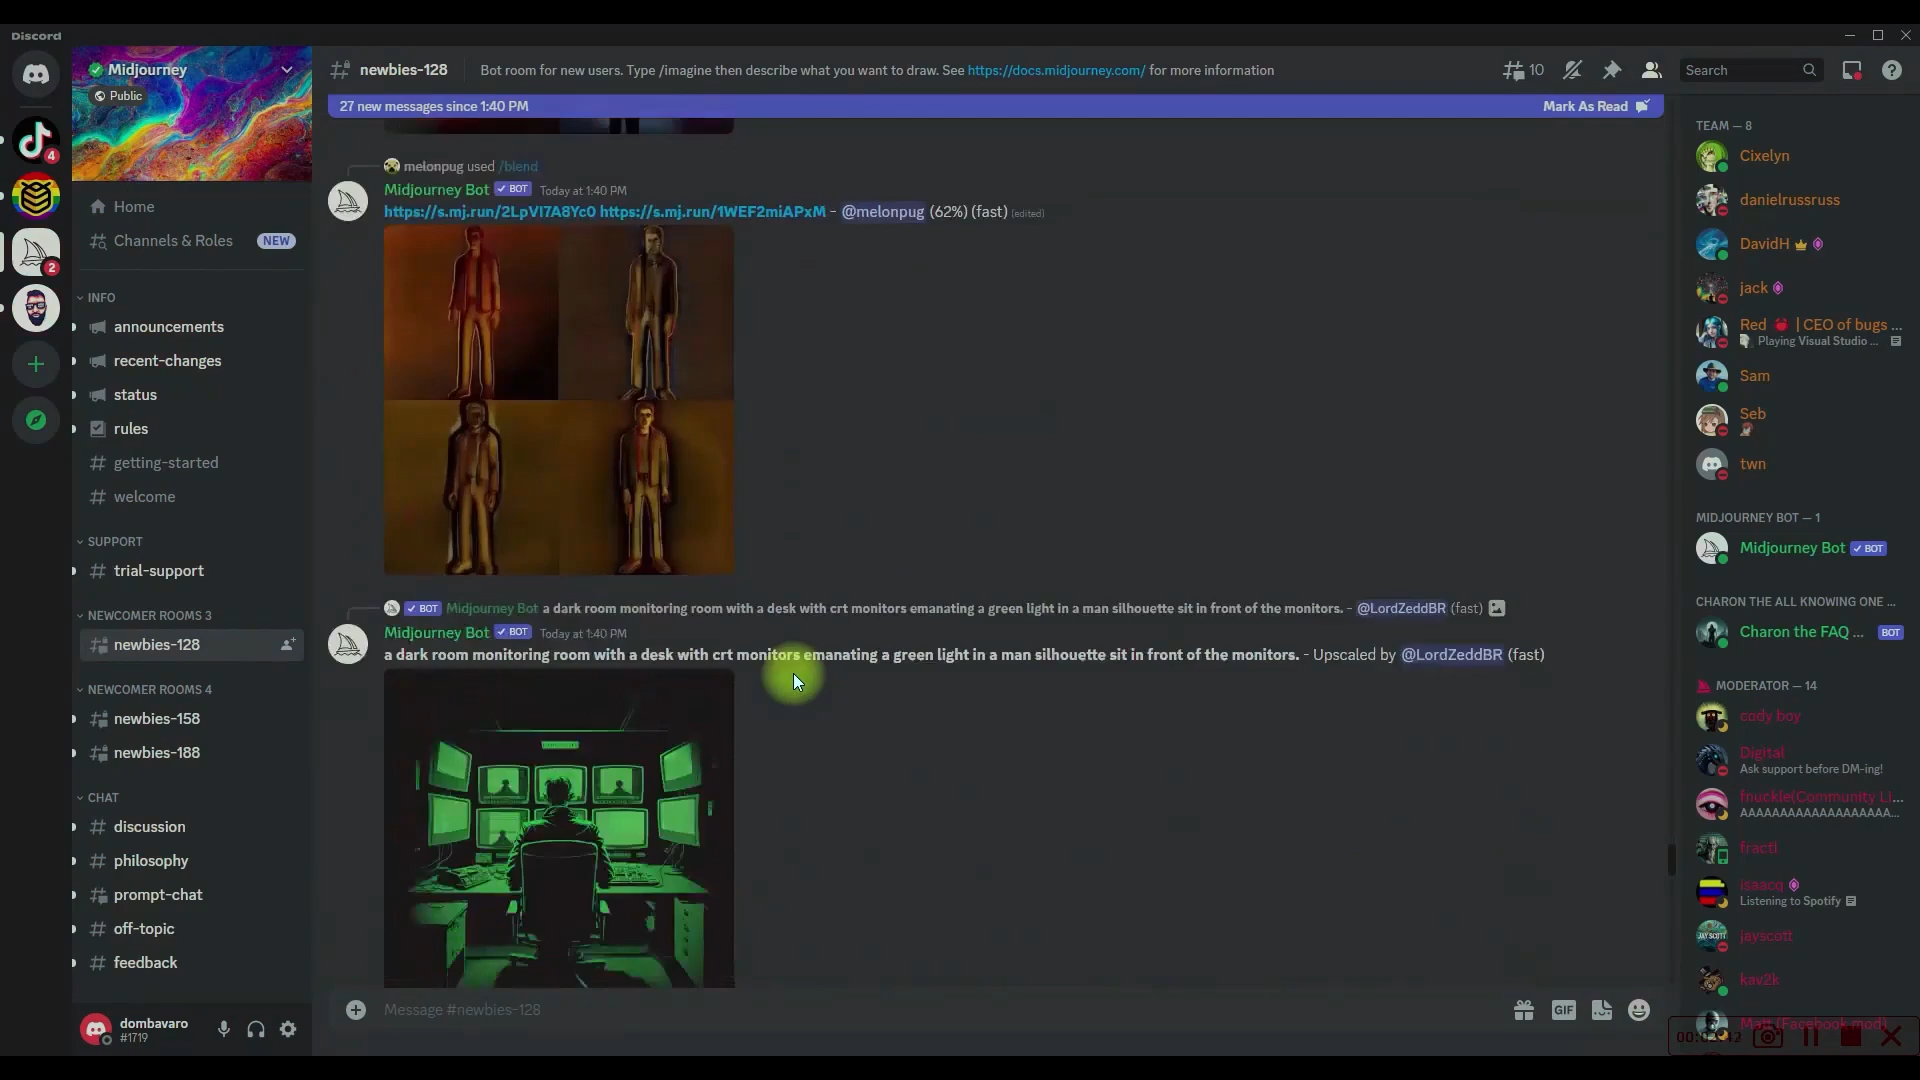 Discord
Midjourney
Public
newbies-128
Bot room for new users. Type /imagine then describe what you want to draw. See https://docs.midjourney.com/ for more information
10
Search
27 new messages since 1:40 PM
Mark As Read
4
2
Home
Channels & Roles
NEW
INFO
announcements
recent-changes
status
rules
getting-started
welcome
SUPPORT
trial-support
NEWCOMER ROOMS 3
newbies-128
NEWCOMER ROOMS 4
newbies-158
newbies-188
CHAT
discussion
philosophy
prompt-chat
off-topic
feedback
dombavaro
#1719
melonpug used /blend
Midjourney Bot BOT Today at 1:40 PM
https://s.mj.run/2LpVI7A8Yc0 https://s.mj.run/1WEF2miAPxM - @melonpug (62%) (fast) (edited)
BOT Midjourney Bot a dark room monitoring room with a desk with crt monitors emanating a green light in a man silhouette sit in front of the monitors. - @LordZeddBR (fast)
Midjourney Bot BOT Today at 1:40 PM
a dark room monitoring room with a desk with crt monitors emanating a green light in a man silhouette sit in front of the monitors. - Upscaled by @LordZeddBR (fast)
Message #newbies-128
GIF
TEAM — 8
Cixelyn
danielrussruss
DavidH
jack
Red | CEO of bugs ...
Playing Visual Studio ...
Sam
Seb
twn
MIDJOURNEY BOT — 1
Midjourney Bot BOT
CHARON THE ALL KNOWING ONE ...
Charon the FAQ ... BOT
MODERATOR — 14
cody boy
Digital
Ask support before DM-ing!
fnuckle(Community LI...
AAAAAAAAAAAAAAAAAAA...
fractl
isaacq
Listening to Spotify
jayscott
kav2k
Matt (Facebook mod)